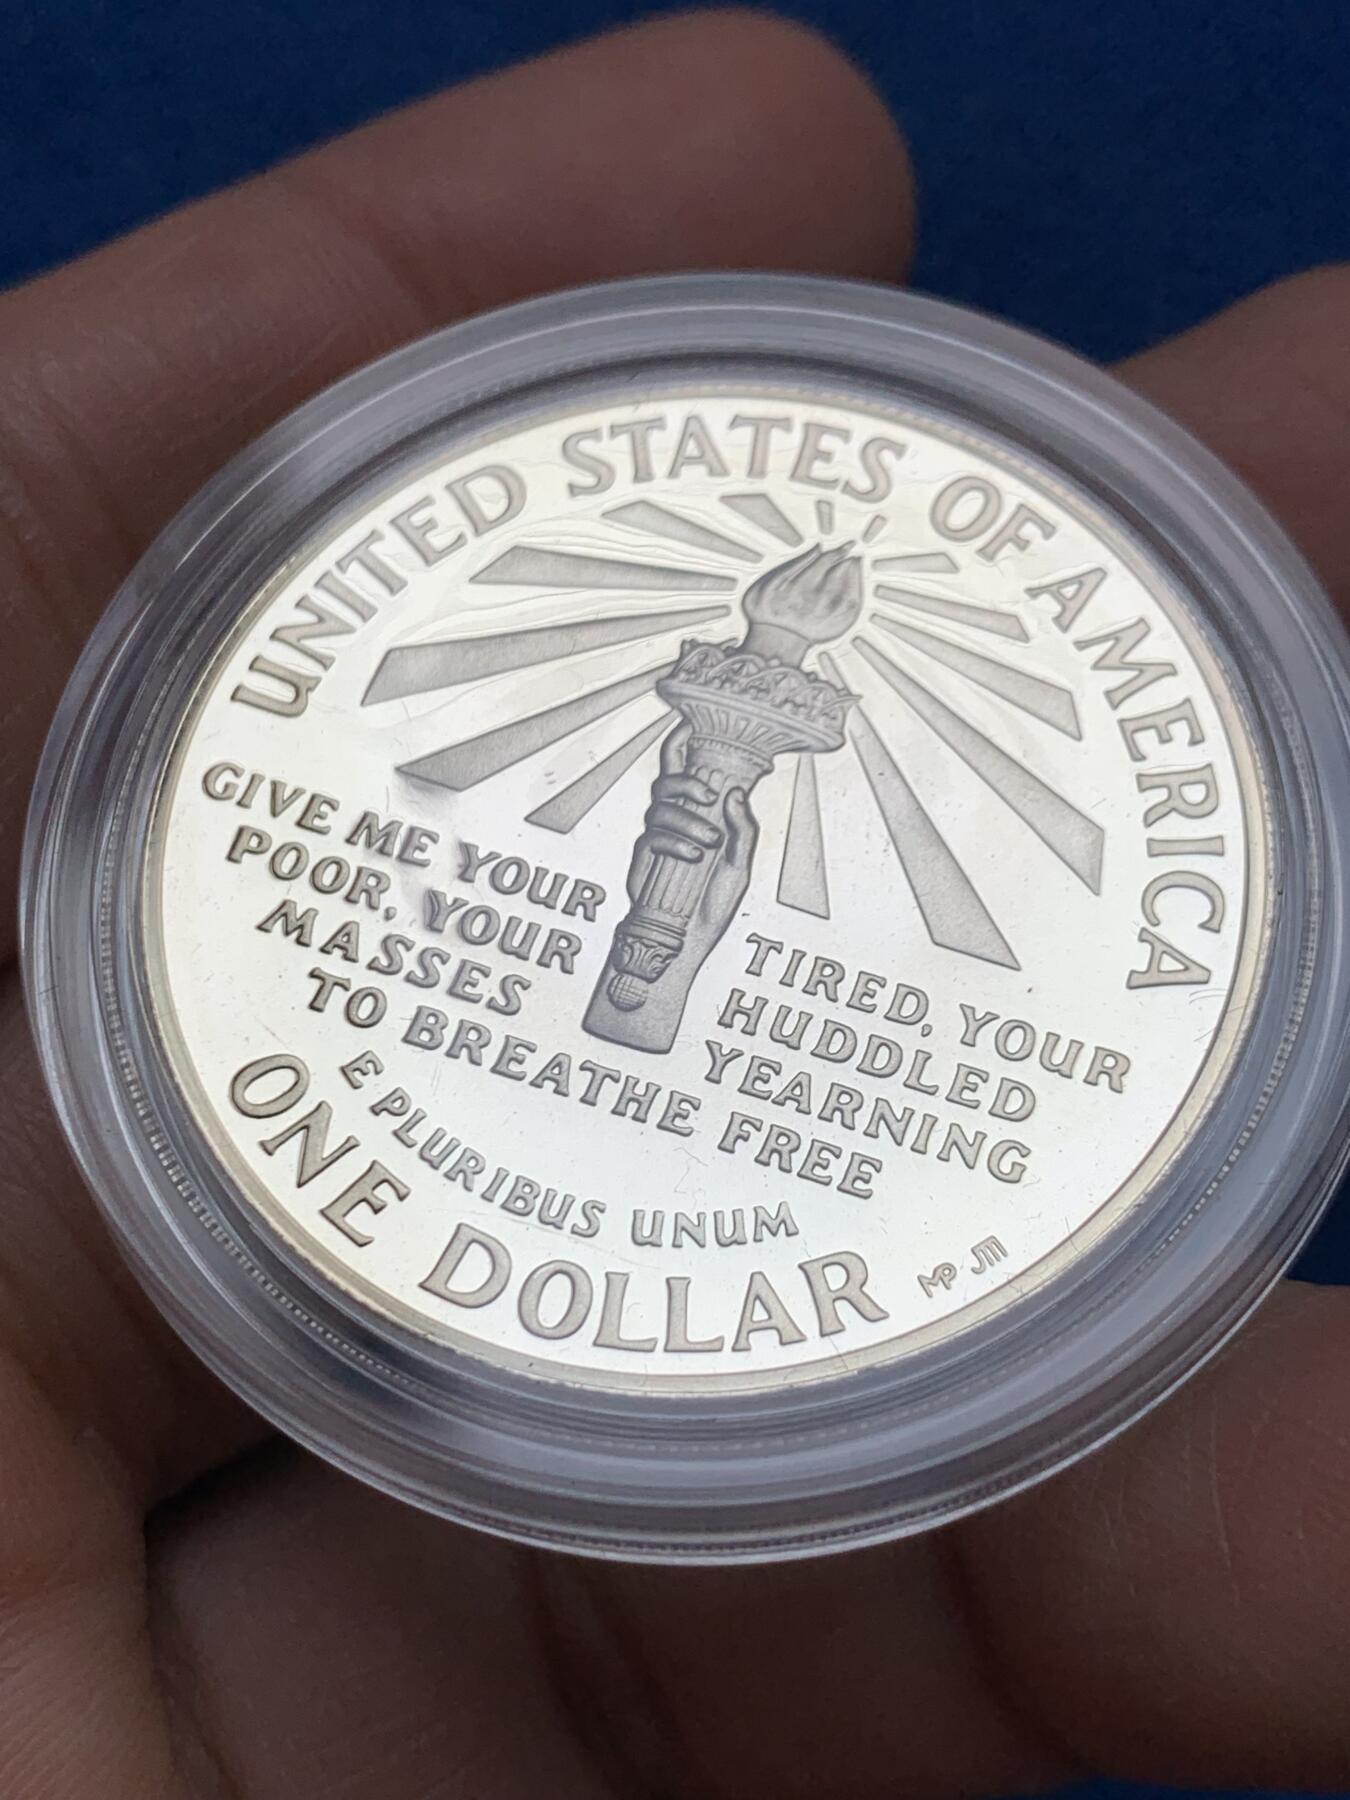 UNITED STATES OF AMERICA
GIVE ME YOUR TIRED, YOUR
POOR, YOUR HUDDLED
MASSES YEARNING
TO BREATHE FREE
E PLURIBUS UNUM
ONE DOLLAR
MP JM